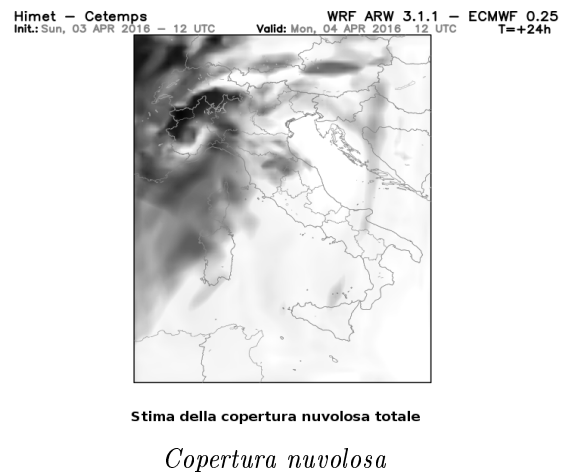 Himet – Cetemps WRF ARW 3.1.1 – ECMWF 0.25
Init.: Sun, 03 APR 2016 – 12 UTC Valid: Mon, 04 APR 2016 12 UTC T=+24h
Stima della copertura nuvolosa totale
Copertura nuvolosa